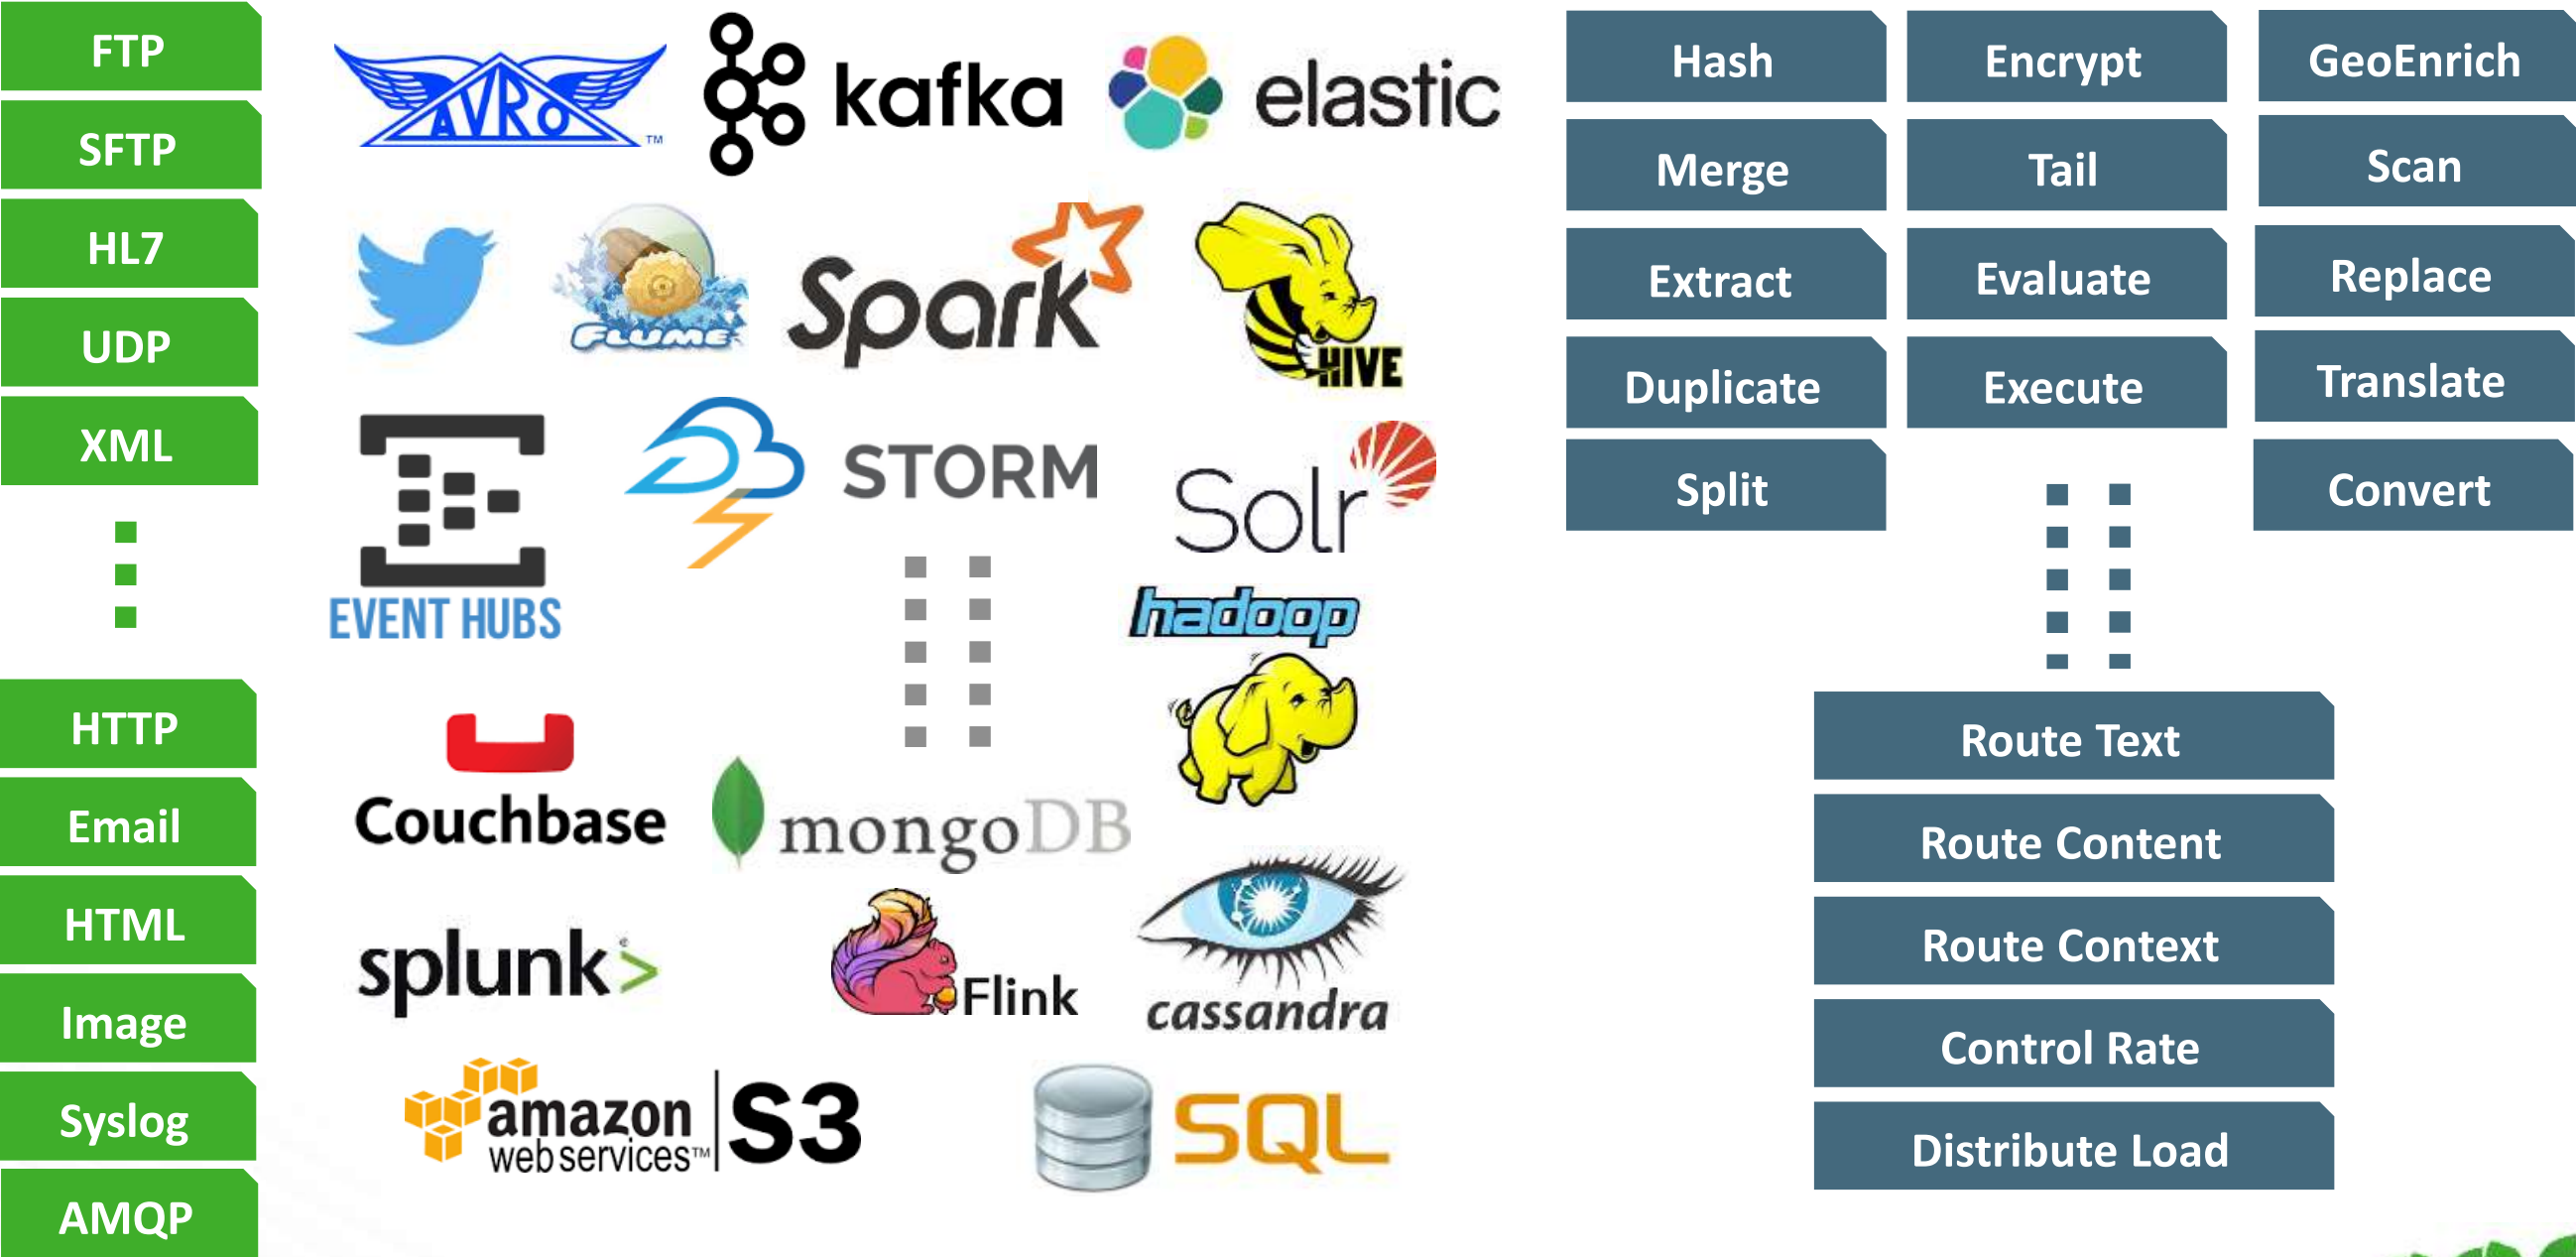 FTP
SFTP
HL7
UDP
XML
HTTP
Email
HTML
Image
Syslog
AMQP
AVRO™
kafka
elastic
FLUME
Spark
HIVE
EVENT HUBS
STORM
Solr
hadoop
Couchbase
mongoDB
splunk>
Flink
cassandra
amazon
web services™
S3
SQL
Hash
Encrypt
GeoEnrich
Merge
Tail
Scan
Extract
Evaluate
Replace
Duplicate
Execute
Translate
Split
Convert
Route Text
Route Content
Route Context
Control Rate
Distribute Load